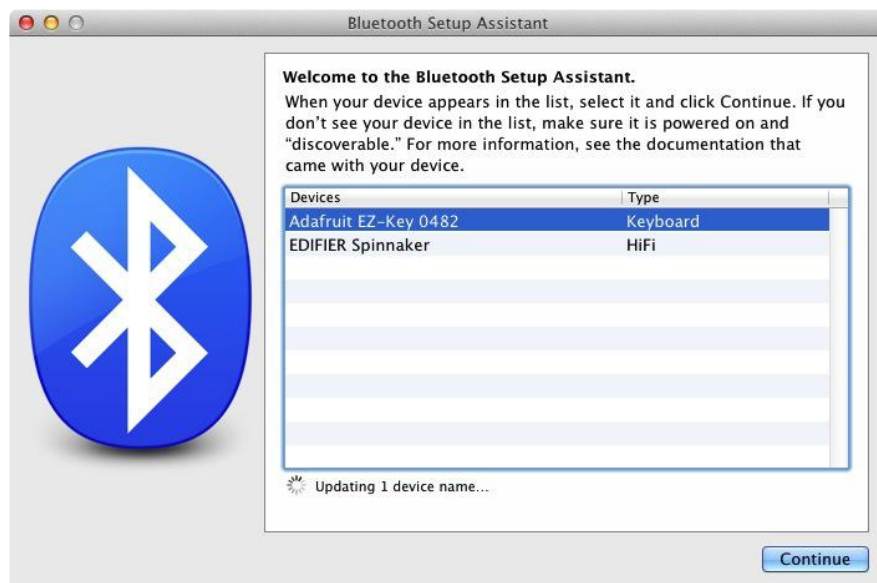 Bluetooth Setup Assistant
Welcome to the Bluetooth Setup Assistant.
When your device appears in the list, select it and click Continue. If you
don't see your device in the list, make sure it is powered on and
“discoverable.” For more information, see the documentation that
came with your device.
Devices Type
Adafruit EZ-Key 0482 Keyboard
EDIFIER Spinnaker HiFi
Updating 1 device name...
Continue